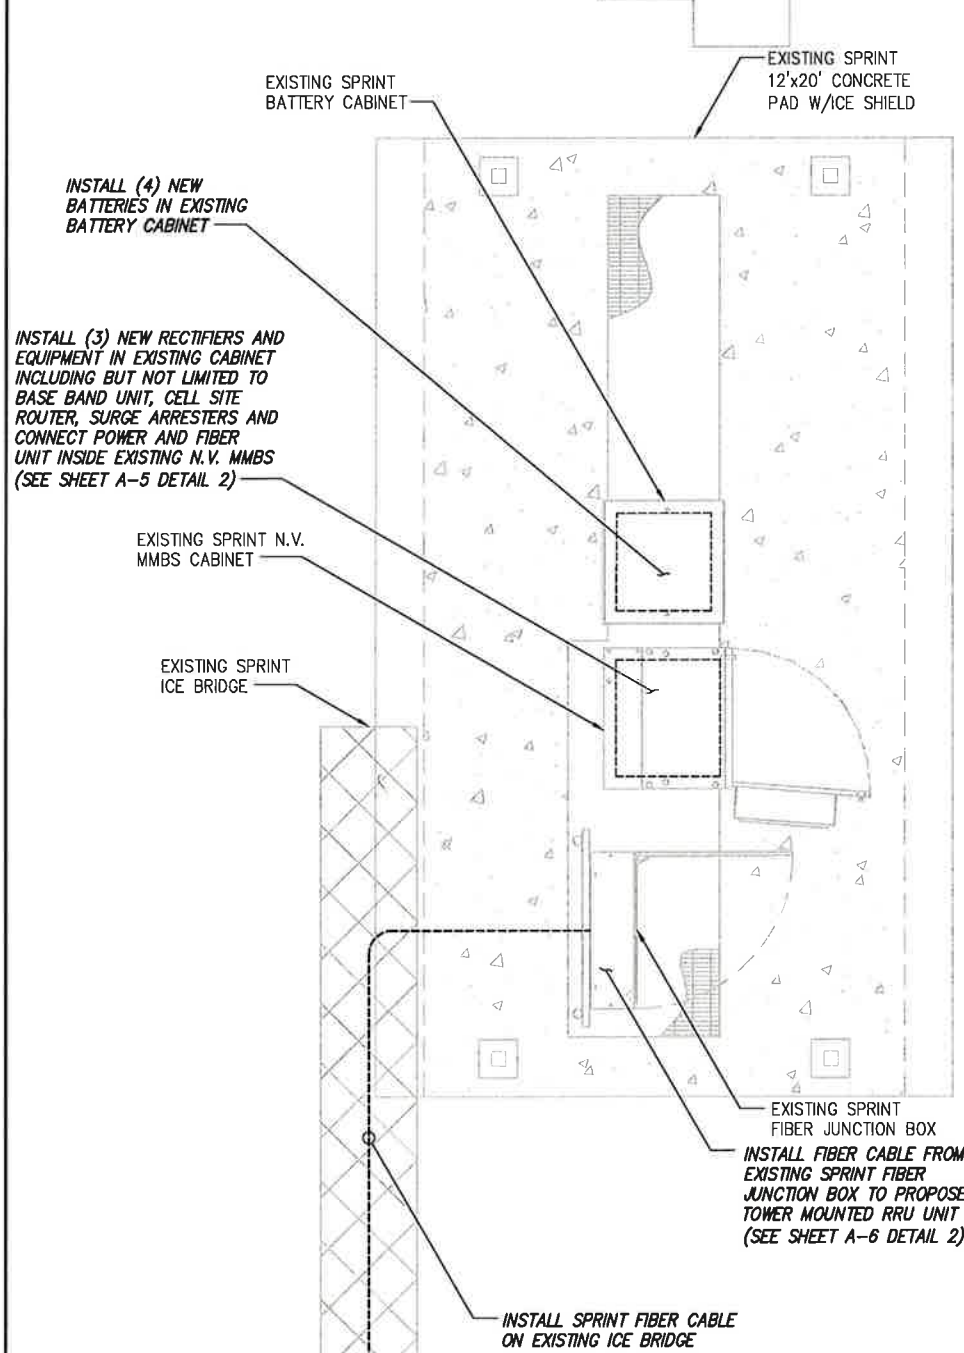 EXISTING SPRINT
12'x20' CONCRETE
PAD W/ICE SHIELD
EXISTING SPRINT
BATTERY CABINET
INSTALL (4) NEW
BATTERIES IN EXISTING
BATTERY CABINET
INSTALL (3) NEW RECTIFIERS AND
EQUIPMENT IN EXISTING CABINET
INCLUDING BUT NOT LIMITED TO
BASE BAND UNIT, CELL SITE
ROUTER, SURGE ARRESTERS AND
CONNECT POWER AND FIBER
UNIT INSIDE EXISTING N.V. MMBS
(SEE SHEET A-5 DETAIL 2)
EXISTING SPRINT N.V.
MMBS CABINET
EXISTING SPRINT
ICE BRIDGE
EXISTING SPRINT
FIBER JUNCTION BOX
INSTALL FIBER CABLE FROM
EXISTING SPRINT FIBER
JUNCTION BOX TO PROPOSE
TOWER MOUNTED RRU UNIT
(SEE SHEET A-6 DETAIL 2)
INSTALL SPRINT FIBER CABLE
ON EXISTING ICE BRIDGE